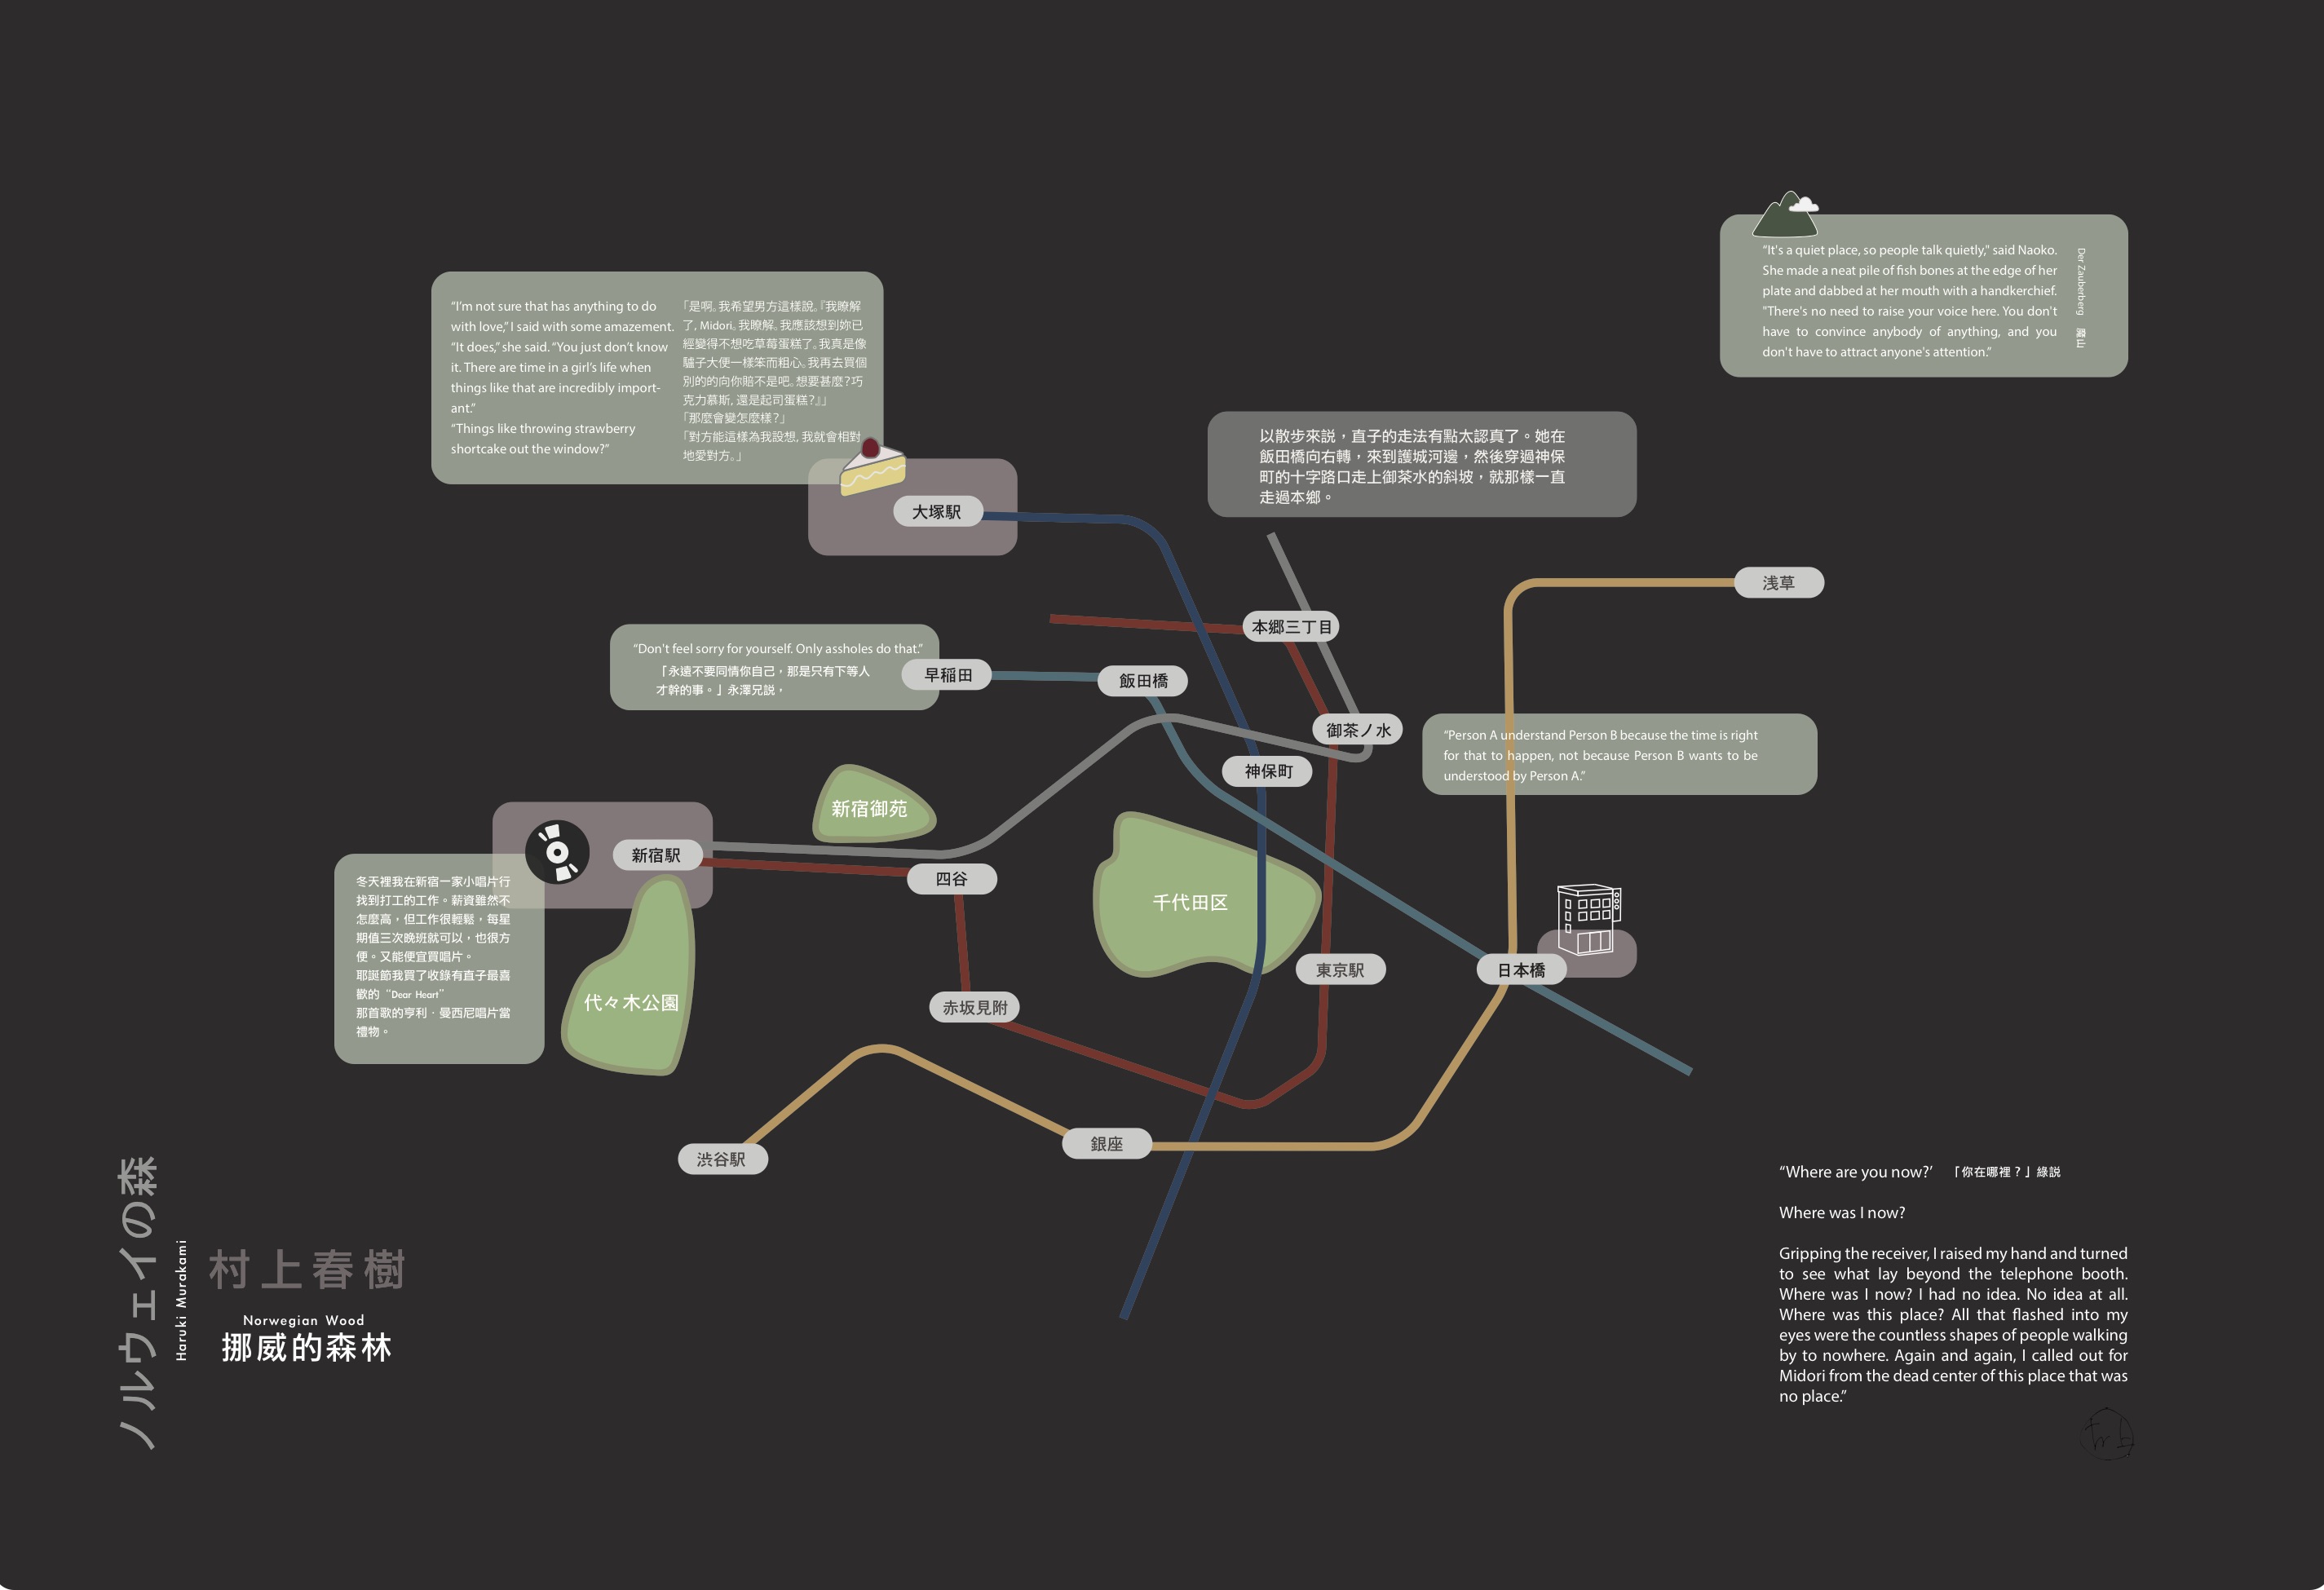 “I’m not sure that has anything to do
with love,” I said with some amazement.
“It does,” she said. “You just don’t know
it. There are time in a girl’s life when
things like that are incredibly import-
ant.”
“Things like throwing strawberry
shortcake out the window?”
「是啊。我希望男方這樣說。『我瞭解
了, Midori。我瞭解。我應該想到妳已
經變得不想吃草莓蛋糕了。我真是像
驢子大便一樣笨而粗心。我再去買個
別的的向你賠不是吧。想要甚麼？巧
克力慕斯, 還是起司蛋糕？』」
「那麼會變怎麼樣？」
「對方能這樣為我設想, 我就會相對
地愛對方。」
大塚駅
“It's a quiet place, so people talk quietly,” said Naoko.
She made a neat pile of fish bones at the edge of her
plate and dabbed at her mouth with a handkerchief.
"There's no need to raise your voice here. You don't
have to convince anybody of anything, and you
don't have to attract anyone's attention.”
Der Zauberberg 魔山
以散步來説，直子的走法有點太認真了。她在
飯田橋向右轉，來到護城河邊，然後穿過神保
町的十字路口走上御茶水的斜坡，就那樣一直
走過本鄉。
浅草
本郷三丁目
“Don't feel sorry for yourself. Only assholes do that.”
「永遠不要同情你自己，那是只有下等人
才幹的事。」永澤兄説，
早稲田
飯田橋
御茶ノ水
神保町
“Person A understand Person B because the time is right
for that to happen, not because Person B wants to be
understood by Person A.”
新宿御苑
新宿駅
四谷
千代田区
冬天裡我在新宿一家小唱片行
找到打工的工作。薪資雖然不
怎麼高，但工作很輕鬆，每星
期值三次晚班就可以，也很方
便。又能便宜買唱片。
耶誕節我買了收錄有直子最喜
歡的“Dear Heart”
那首歌的亨利．曼西尼唱片當
禮物。
代々木公園
赤坂見附
東京駅
日本橋
渋谷駅
銀座
“Where are you now?’ 「你在哪裡？」綠説
Where was I now?
Gripping the receiver, I raised my hand and turned
to see what lay beyond the telephone booth.
Where was I now? I had no idea. No idea at all.
Where was this place? All that flashed into my
eyes were the countless shapes of people walking
by to nowhere. Again and again, I called out for
Midori from the dead center of this place that was
no place.”
ノルウェイの森
Haruki Murakami
村上春樹
Norwegian Wood
挪威的森林